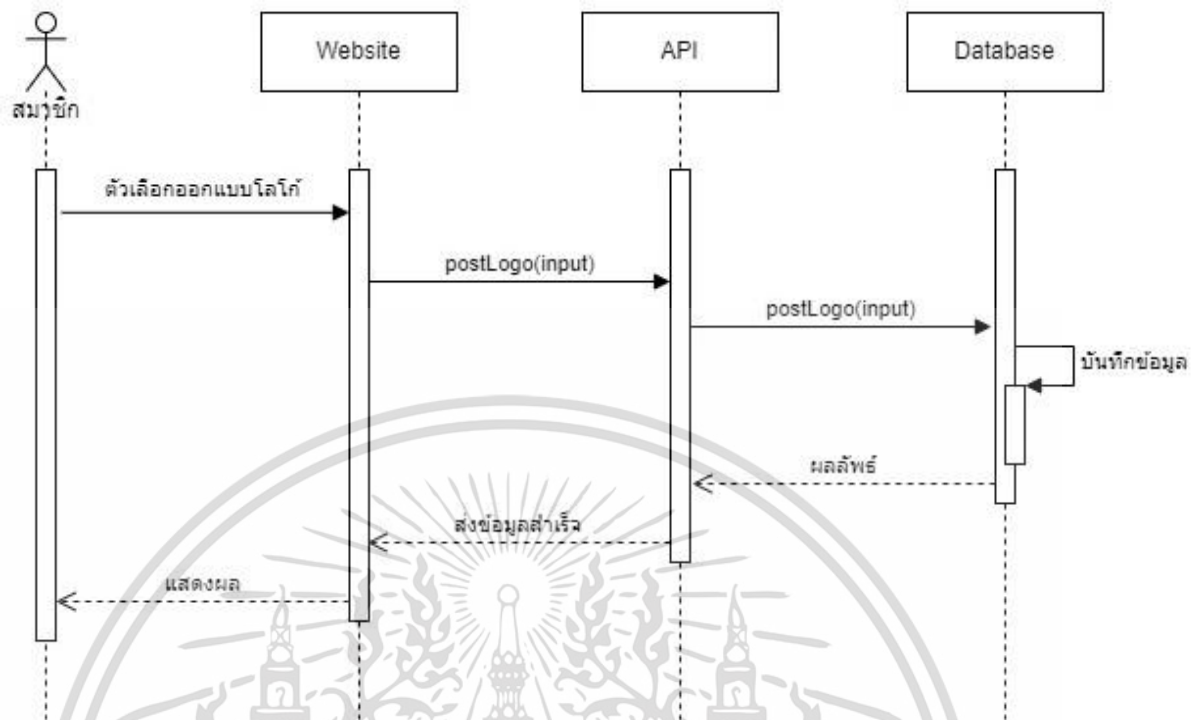 Website
API
Database
สมาชิก
ตัวเลือกออกแบบโลโก้
postLogo(input)
postLogo(input)
บันทึกข้อมูล
ผลลัพธ์
ส่งข้อมูลสำเร็จ
แสดงผล